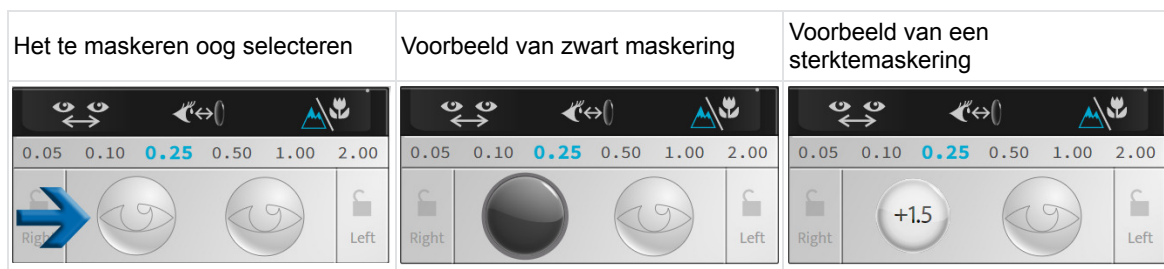 Het te maskeren oog selecteren
Voorbeeld van zwart maskering
Voorbeeld van een
sterktemaskering
0.05 0.10 0.25 0.50 1.00 2.00
Right Left
0.05 0.10 0.25 0.50 1.00 2.00
Right Left
0.05 0.10 0.25 0.50 1.00 2.00
Right +1.5 Left